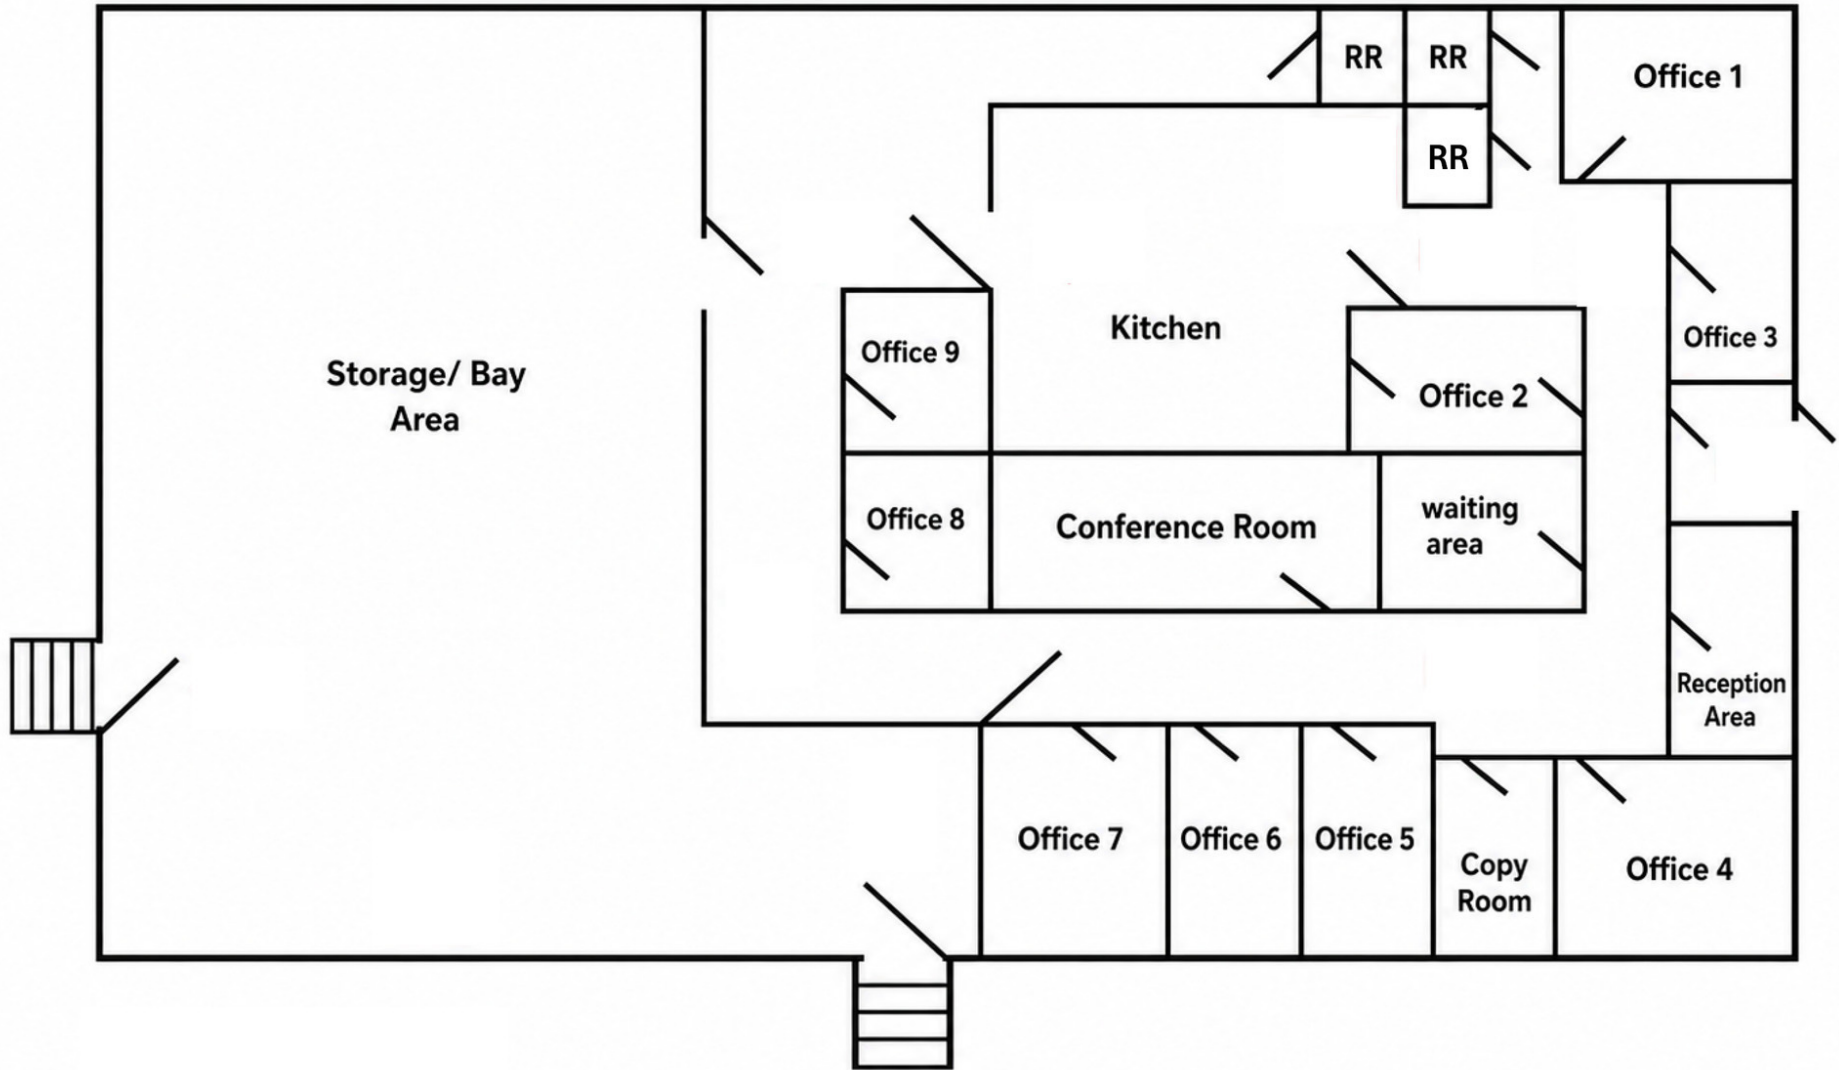 RR
RR
Office 1
RR
Kitchen
Office 3
Office 9
Storage/ Bay
Area
Office 2
Office 8
Conference Room
waiting
area
Reception
Area
Office 7
Office 6
Office 5
Copy
Room
Office 4